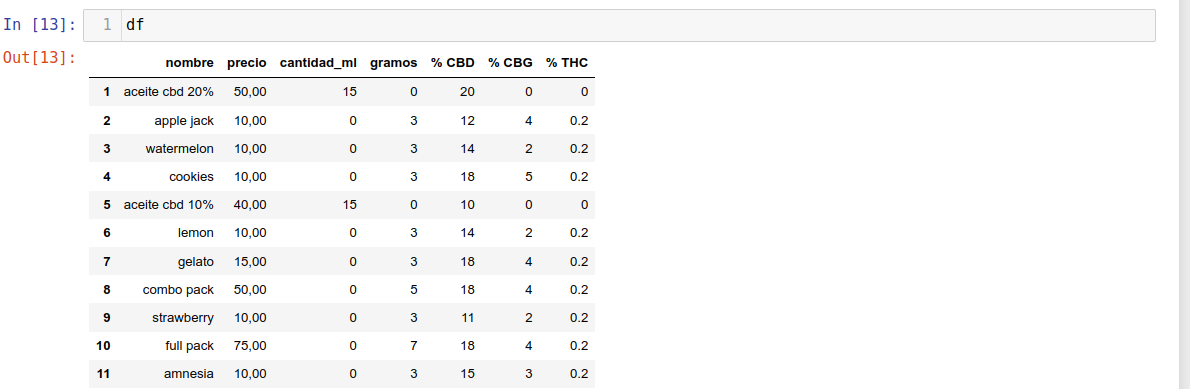 In [13]: 1 df
Out[13]:
nombre precio cantidad_ml gramos % CBD % CBG % THC
1 aceite cbd 20% 50,00 15 0 20 0 0
2 apple jack 10,00 0 3 12 4 0.2
3 watermelon 10,00 0 3 14 2 0.2
4 cookies 10,00 0 3 18 5 0.2
5 aceite cbd 10% 40,00 15 0 10 0 0
6 lemon 10,00 0 3 14 2 0.2
7 gelato 15,00 0 3 18 4 0.2
8 combo pack 50,00 0 5 18 4 0.2
9 strawberry 10,00 0 3 11 2 0.2
10 full pack 75,00 0 7 18 4 0.2
11 amnesia 10,00 0 3 15 3 0.2